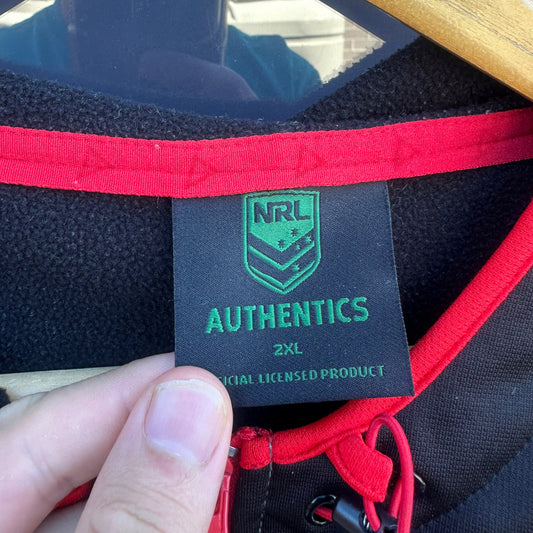 NRL
AUTHENTICS
2XL
LICENSED PRODUCT